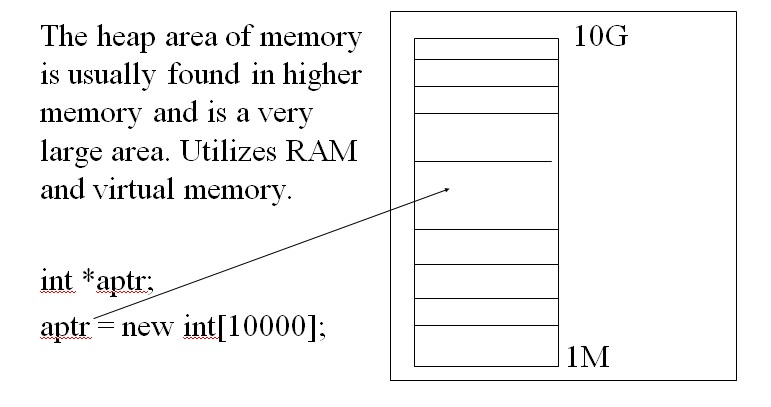 The heap area of memory
is usually found in higher
memory and is a very
large area. Utilizes RAM
and virtual memory.
int *aptr;
aptr = new int[10000];
10G
1M